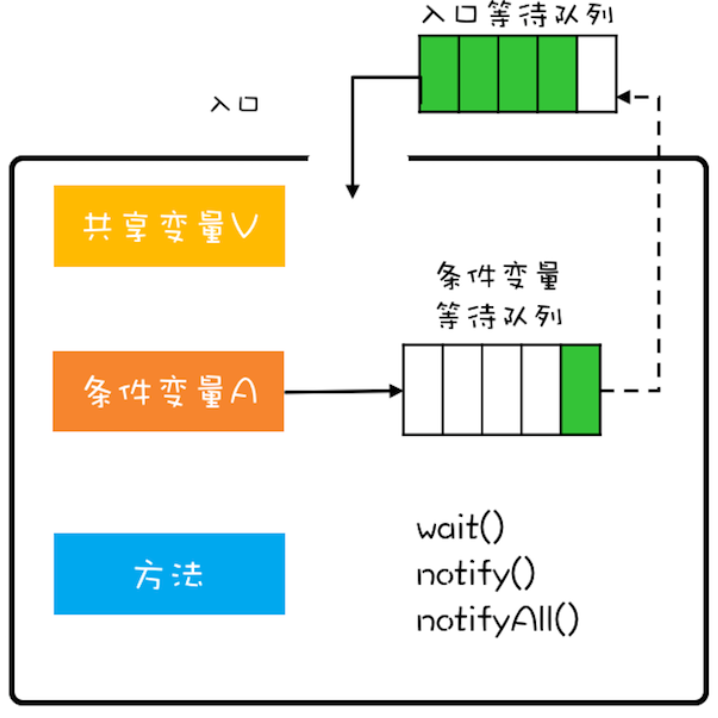 入口等待队列
入口
共享变量V
条件变量
等待队列
条件变量A
方法
wait()
notify()
notifyAll()